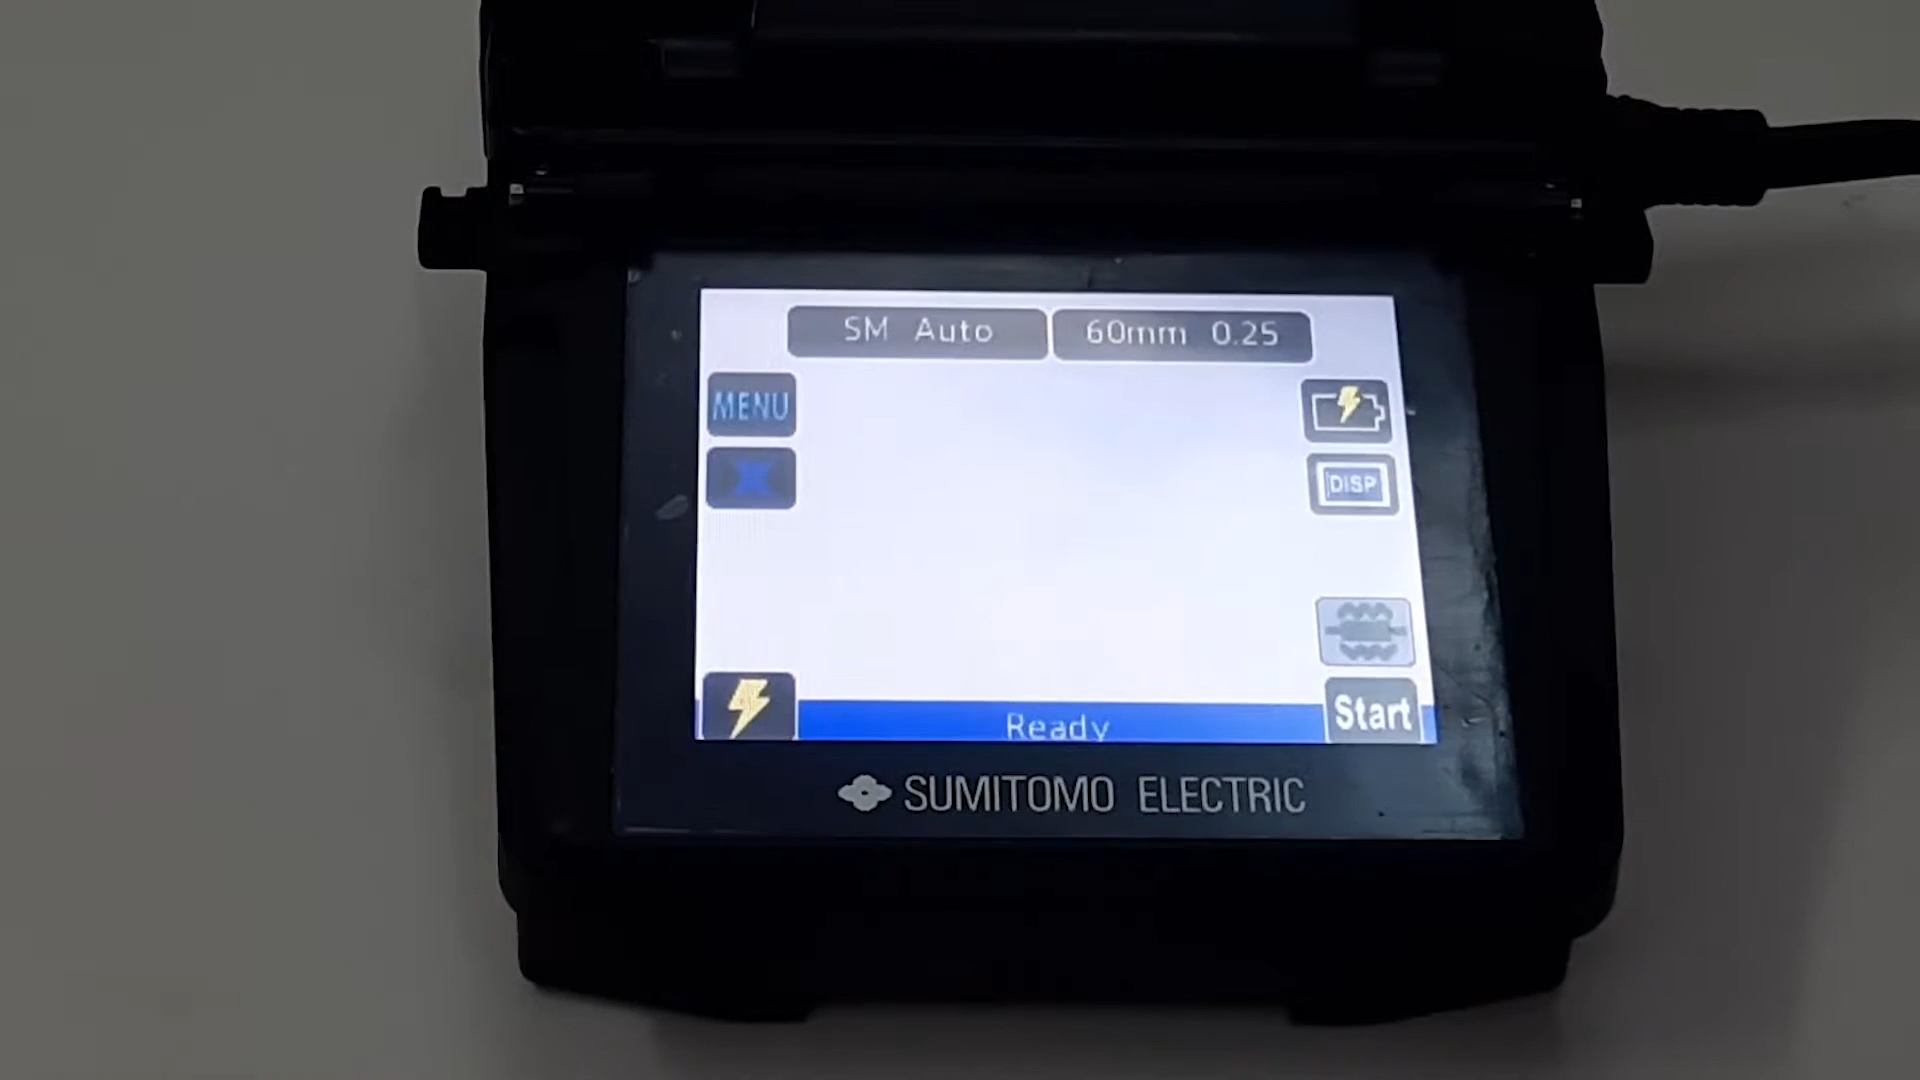 SM Auto
60mm 0.25
MENU
DISP
Ready
Start
SUMITOMO ELECTRIC